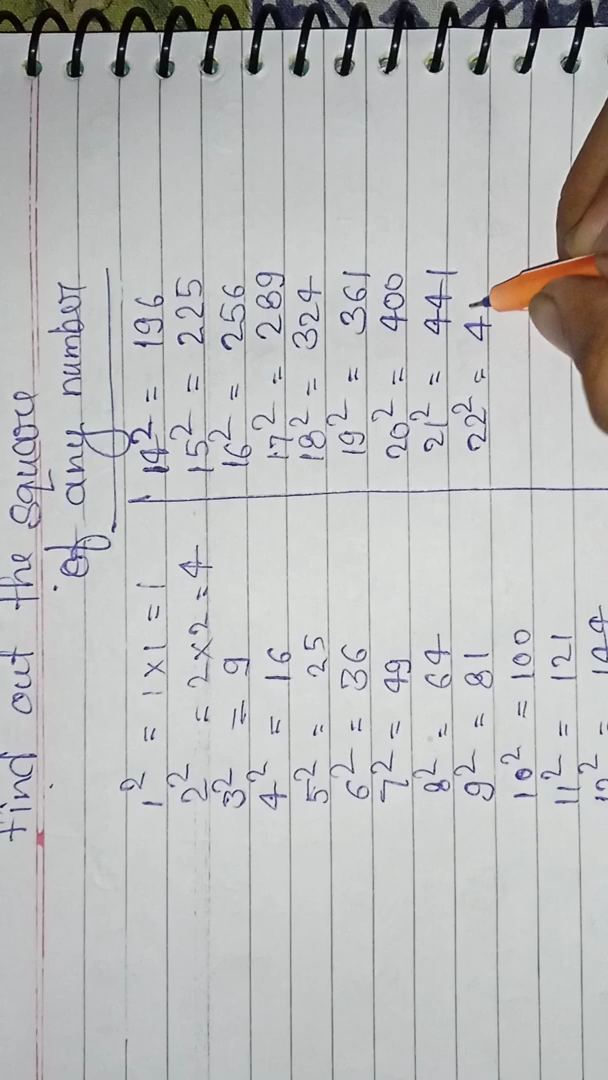 Find out the square
of any number
1² = 1×1 = 1
2² = 2×2 = 4
3² = 9
4² = 16
5² = 25
6² = 36
7² = 49
8² = 64
9² = 81
10² = 100
11² = 121
14² = 196
15² = 225
16² = 256
17² = 289
18² = 324
19² = 361
20² = 400
21² = 441
22² = 4